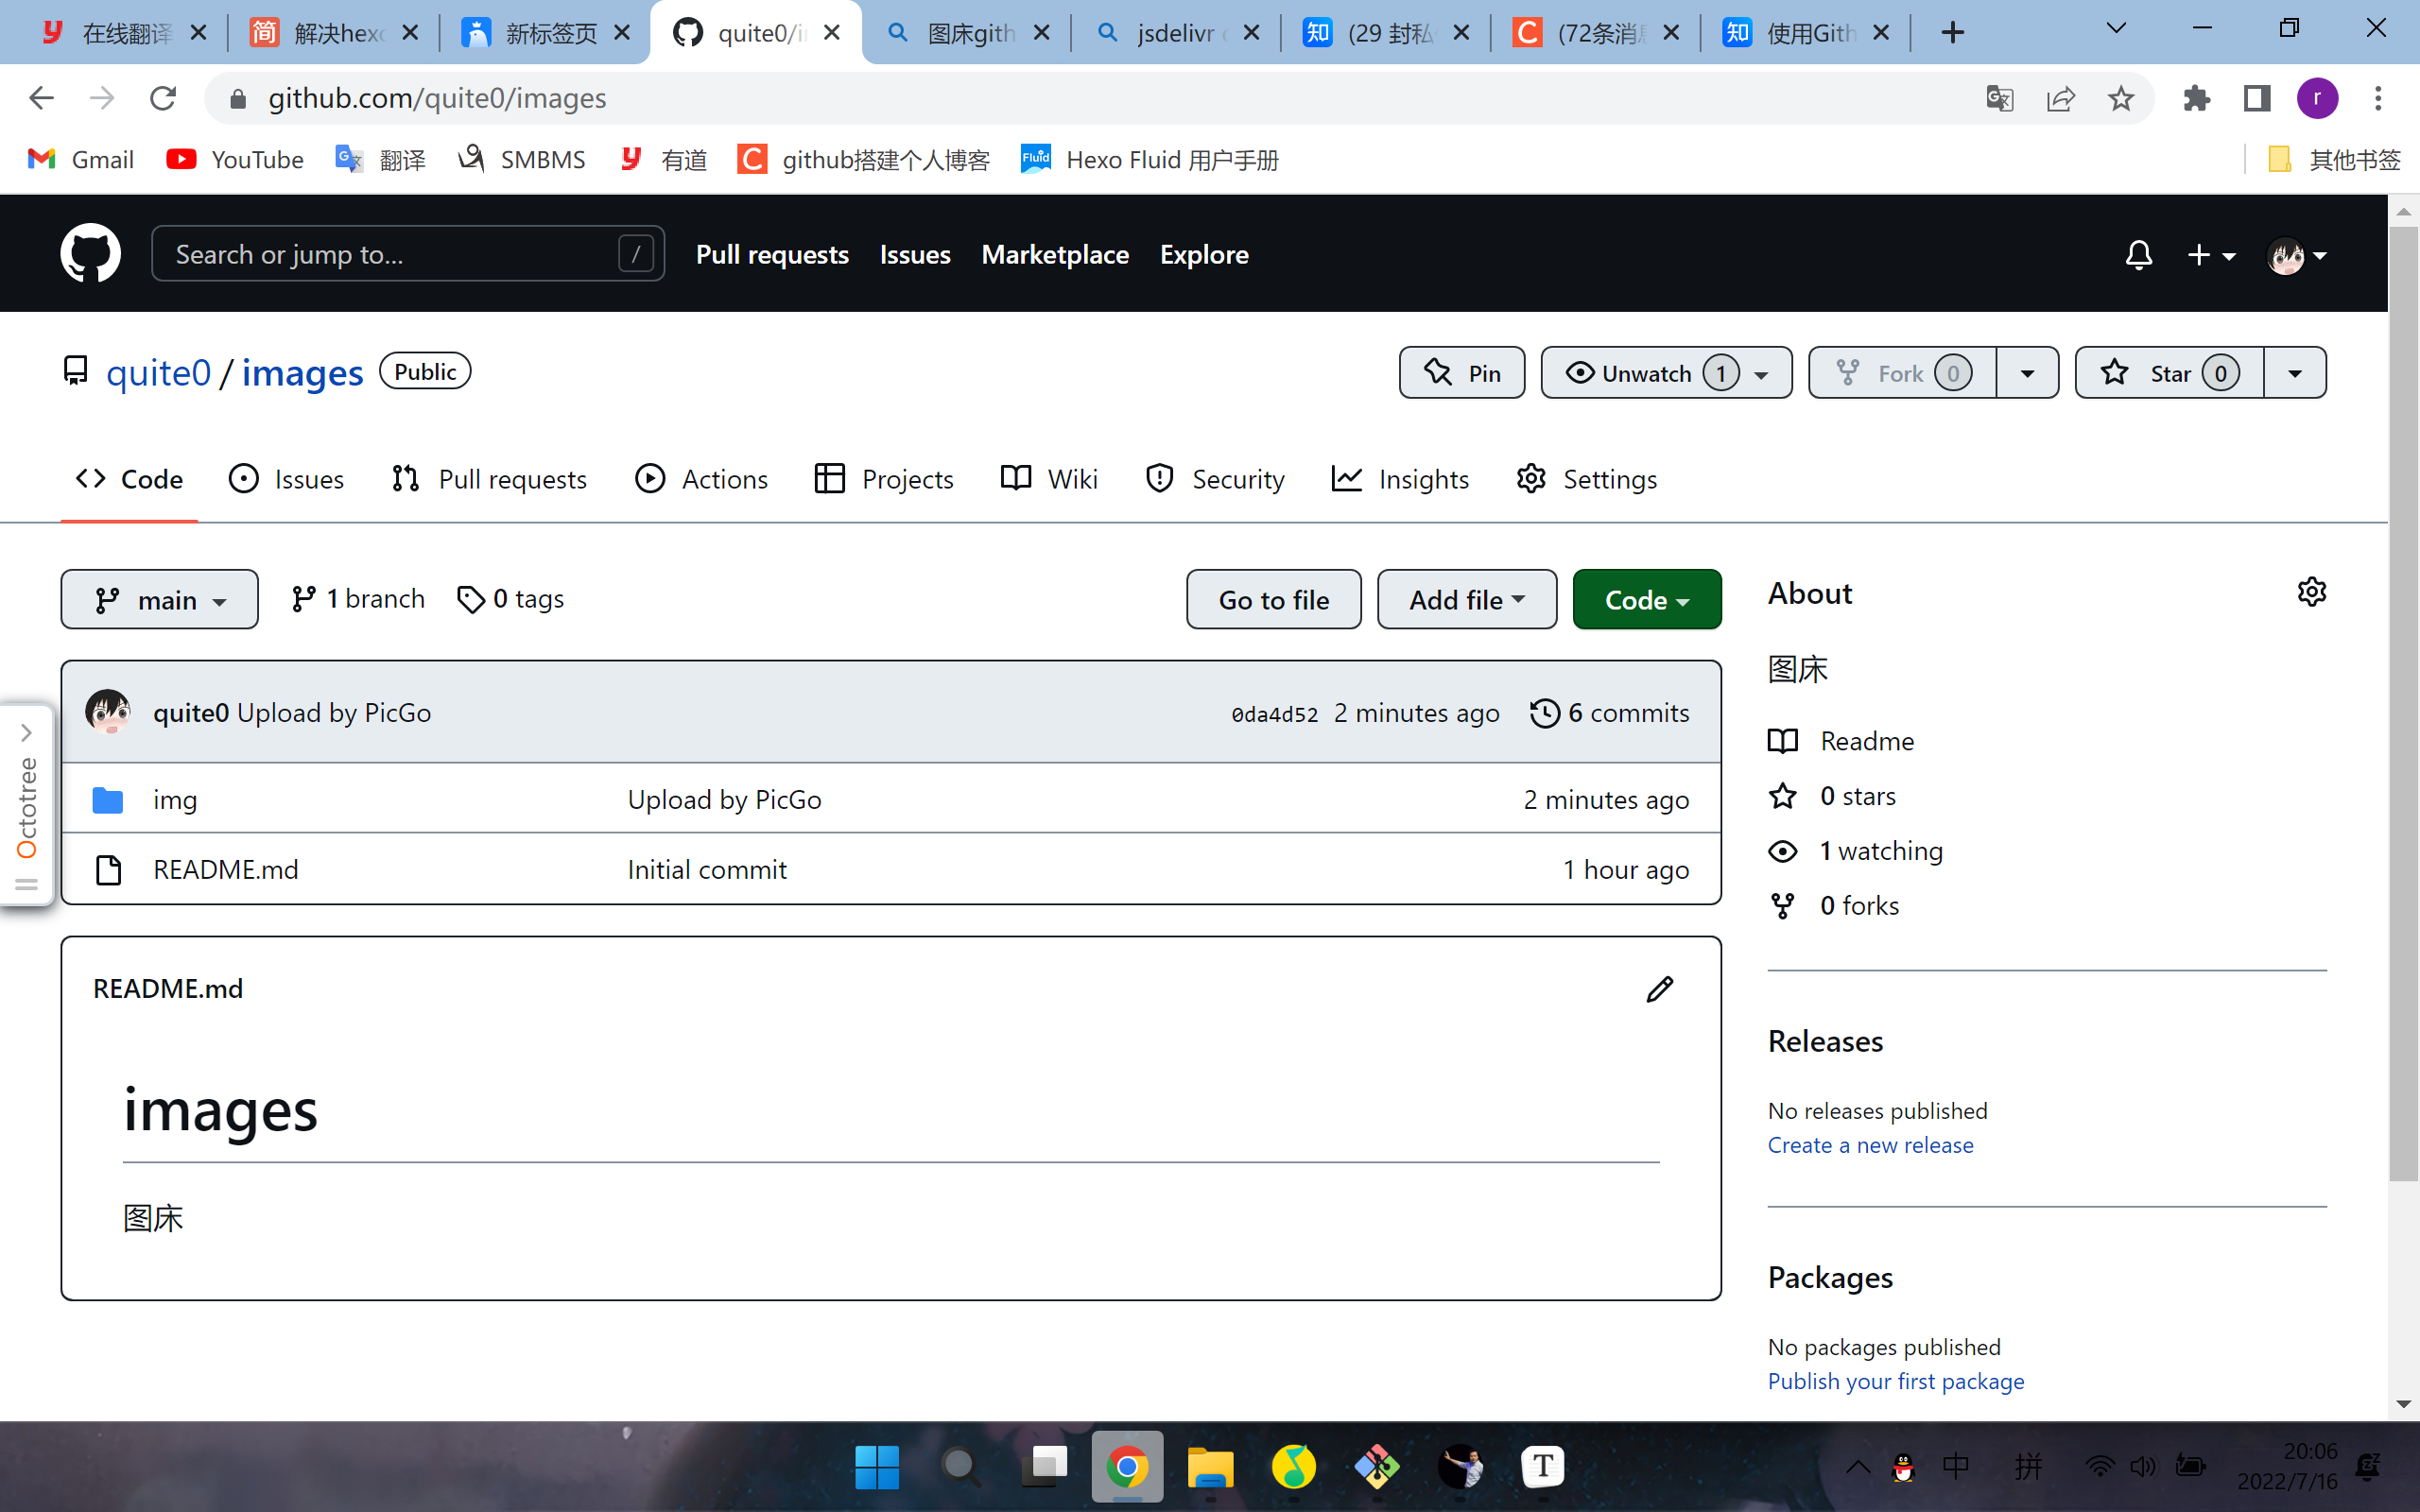 在线翻译
解决hexo
新标签页
quite0/i
图床gith
jsdelivr
(29 封私
(72条消息
使用Gith
github.com/quite0/images
r
Gmail
YouTube
翻译
SMBMS
有道
github搭建个人博客
Fluid
Hexo Fluid 用户手册
其他书签
Search or jump to...
/
Pull requests
Issues
Marketplace
Explore
quite0 / images
Public
Pin
Unwatch 1
Fork 0
Star 0
Code
Issues
Pull requests
Actions
Projects
Wiki
Security
Insights
Settings
main
1 branch
0 tags
Go to file
Add file
Code
quite0 Upload by PicGo
0da4d52 2 minutes ago
6 commits
img
Upload by PicGo
2 minutes ago
README.md
Initial commit
1 hour ago
Octotree
README.md
images
图床
About
图床
Readme
0 stars
1 watching
0 forks
Releases
No releases published
Create a new release
Packages
No packages published
Publish your first package
中
拼
20:06
2022/7/16